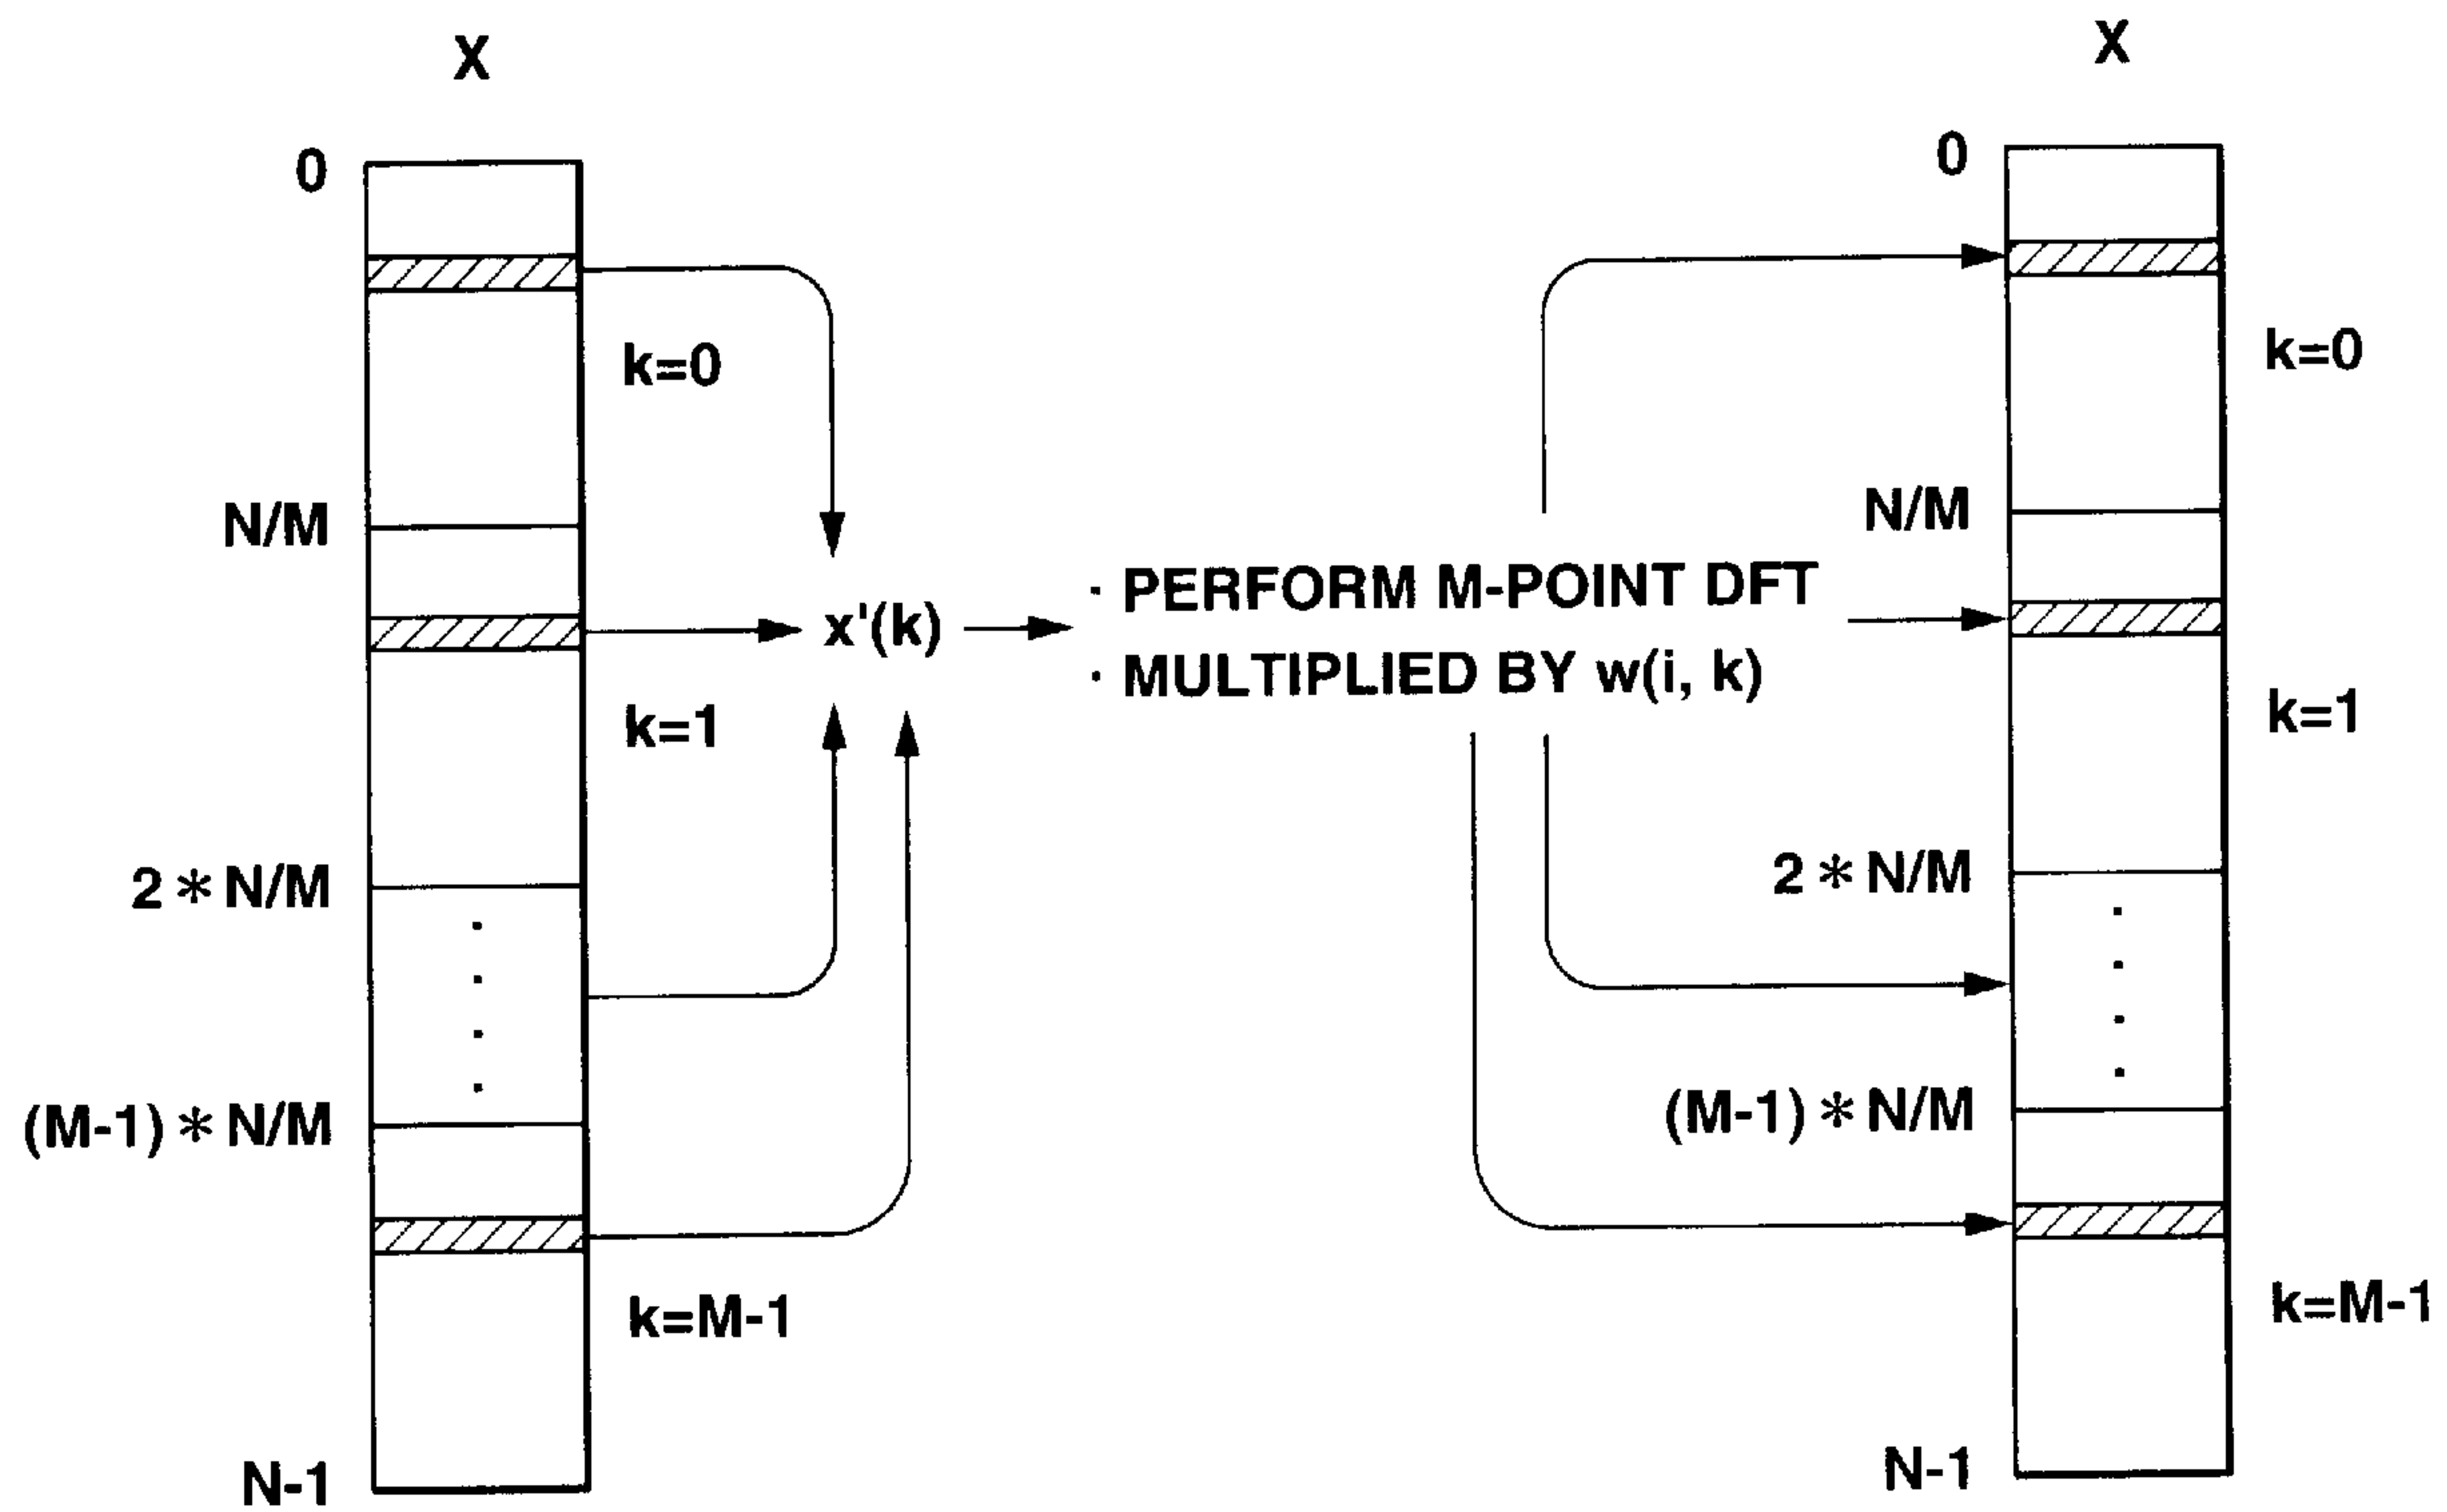 X
0
k=0
N/M
k=1
2 * N/M
(M-1) * N/M
k=M-1
N-1
x'(k)
· PERFORM M-POINT DFT
· MULTIPLIED BY w(i, k)
X
0
k=0
N/M
k=1
2 * N/M
(M-1) * N/M
k=M-1
N-1